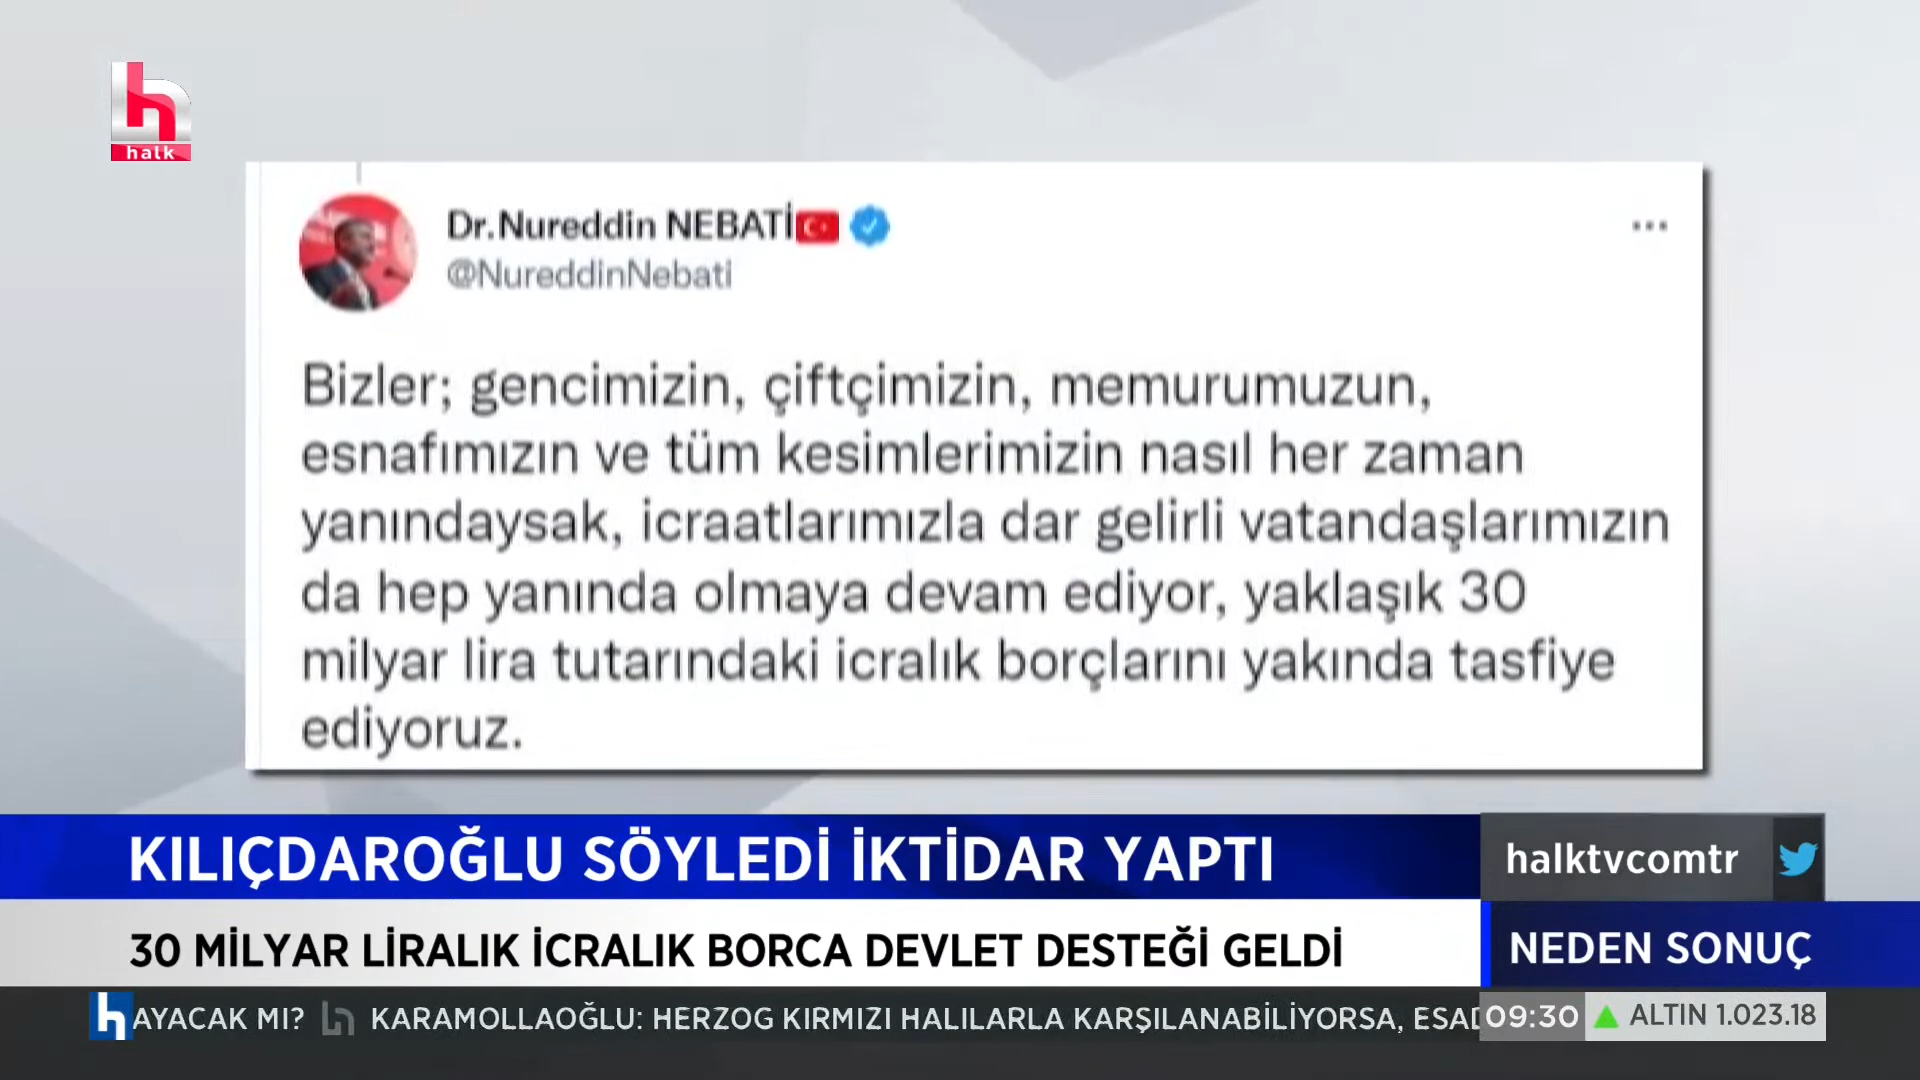 h
halk
Dr.Nureddin NEBATİ
@NureddinNebati
Bizler; gencimizin, çiftçimizin, memurumuzun,
esnafımızın ve tüm kesimlerimizin nasıl her zaman
yanındaysak, icraatlarımızla dar gelirli vatandaşlarımızın
da hep yanında olmaya devam ediyor, yaklaşık 30
milyar lira tutarındaki icralık borçlarını yakında tasfiye
ediyoruz.
KILIÇDAROĞLU SÖYLEDİ İKTİDAR YAPTI
halktvcomtr
30 MİLYAR LİRALIK İCRALIK BORCA DEVLET DESTEĞİ GELDİ
NEDEN SONUÇ
h AYACAK MI? h KARAMOLLAOĞLU: HERZOG KIRMIZI HALILARLA KARŞILANABİLİYORSA, ESAD
09:30 ALTIN 1.023.18